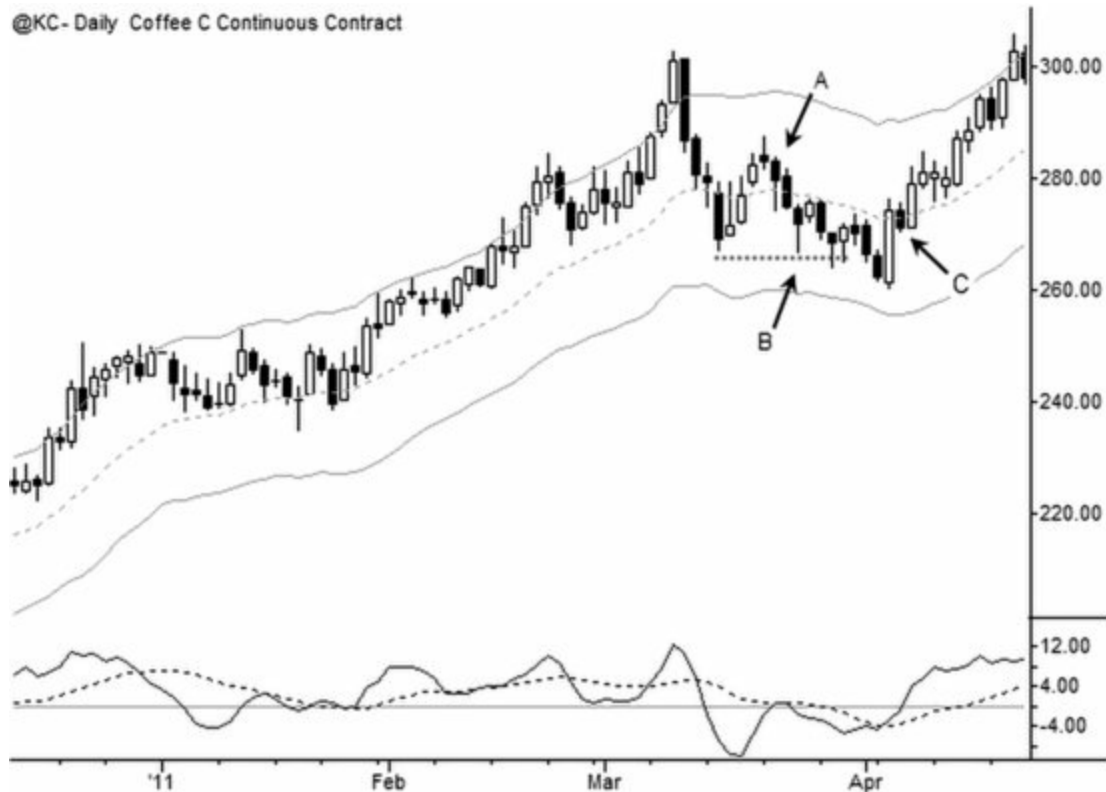 @KC - Daily Coffee C Continuous Contract
300.00
A
280.00
C
260.00
B
240.00
220.00
12.00
4.00
-4.00
'11 Feb Mar Apr